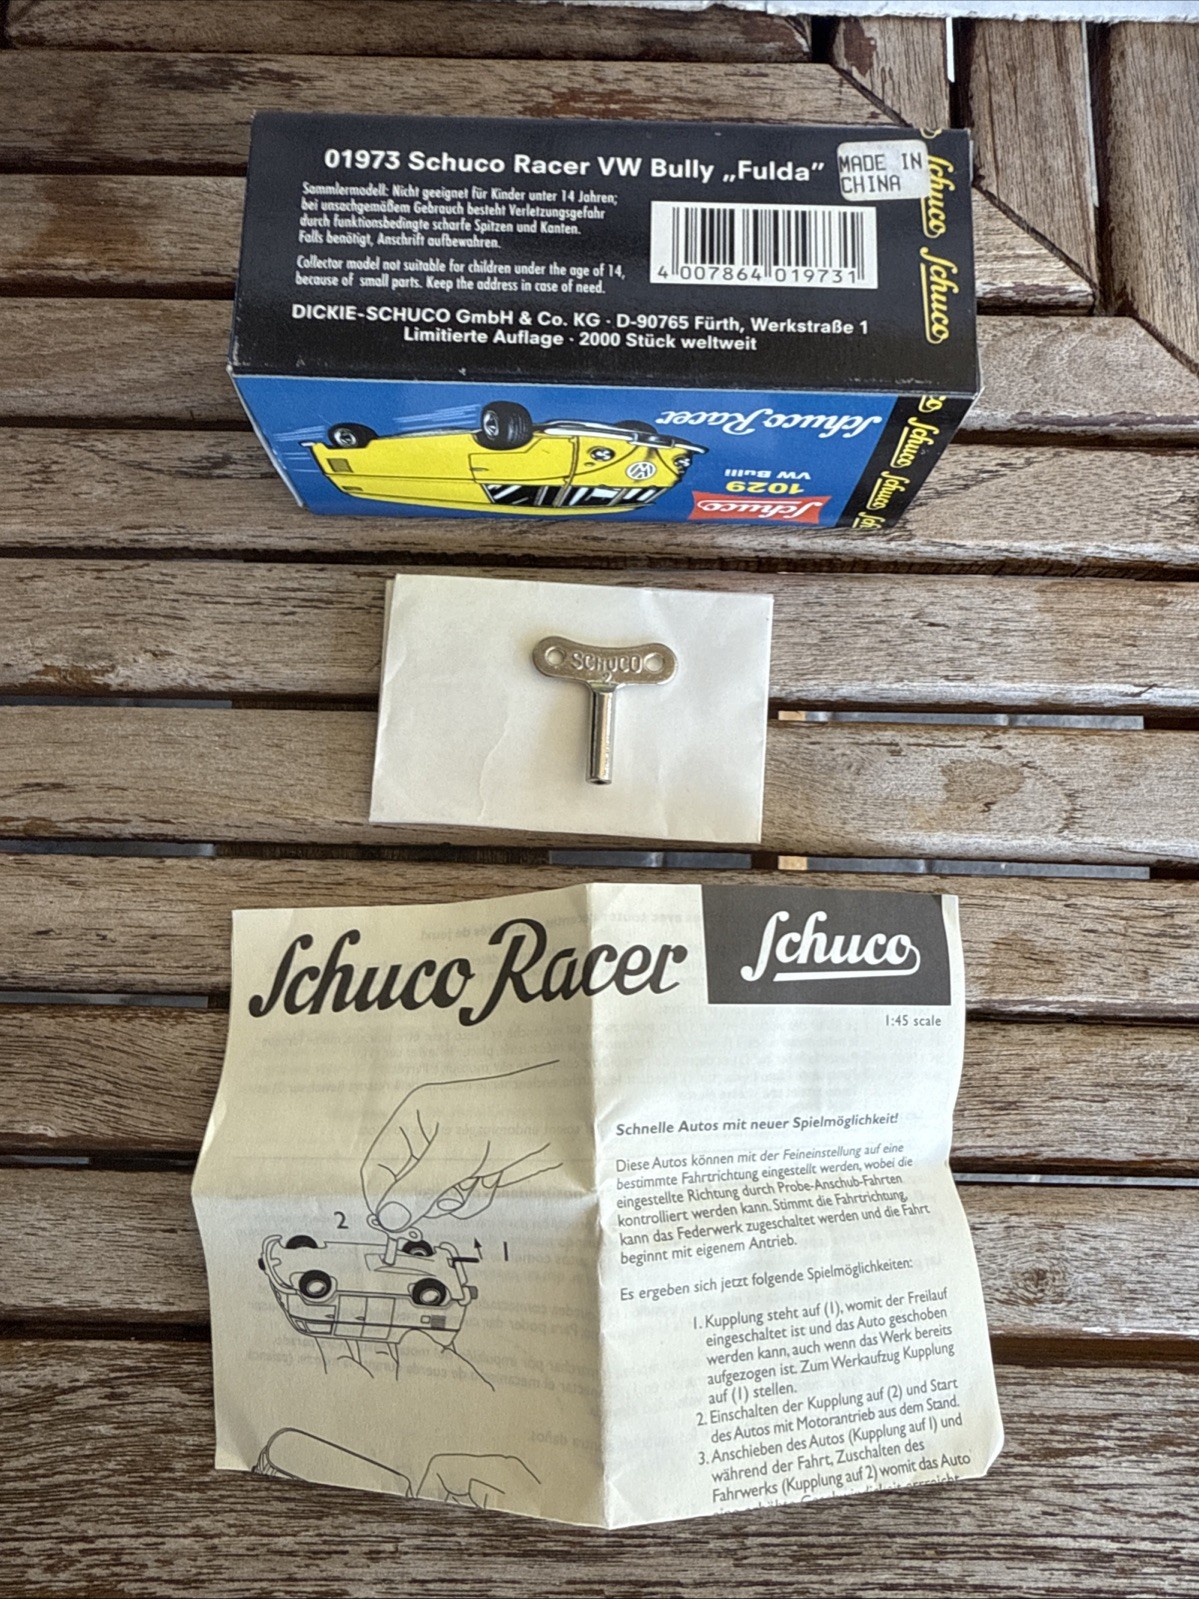 01973 Schuco Racer VW Bully „Fulda”
MADE IN
CHINA
Sammlermodell: Nicht geeignet für Kinder unter 14 Jahren;
bei unsachgemäßem Gebrauch besteht Verletzungsgefahr
durch funktionsbedingte scharfe Spitzen und Kanten.
Falls benötigt, Anschrift aufbewahren.
Collector model not suitable for children under the age of 14,
because of small parts. Keep the address in case of need.
4 007864 019731
DICKIE-SCHUCO GmbH & Co. KG · D-90765 Fürth, Werkstraße 1
Limitierte Auflage · 2000 Stück weltweit
Schuco Schuco
Schuco Schuco
Schuco Racer
VW Bulli
1029
Schuco
SCHUCO
2
Schuco Racer
Schuco
1:45 scale
2
1
Schnelle Autos mit neuer Spielmöglichkeit!
Diese Autos können mit der Feineinstellung auf eine
bestimmte Fahrtrichtung eingestellt werden, wobei die
eingestellte Richtung durch Probe-Anschub-Fahrten
kontrolliert werden kann. Stimmt die Fahrtrichtung,
kann das Federwerk zugeschaltet werden und die Fahrt
beginnt mit eigenem Antrieb.
Es ergeben sich jetzt folgende Spielmöglichkeiten:
1. Kupplung steht auf (1), womit der Freilauf
eingeschaltet ist und das Auto geschoben
werden kann, auch wenn das Werk bereits
aufgezogen ist. Zum Werkaufzug Kupplung
auf (1) stellen.
2. Einschalten der Kupplung auf (2) und Start
des Autos mit Motorantrieb aus dem Stand.
3. Anschieben des Autos (Kupplung auf 1) und
während der Fahrt, Zuschalten des
Fahrwerks (Kupplung auf 2) womit das Auto